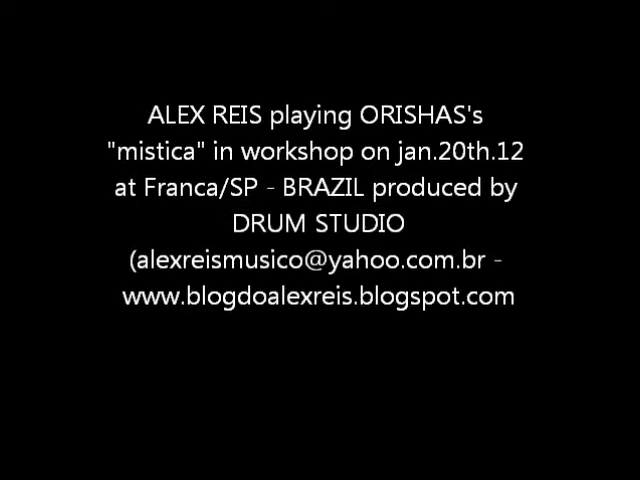 ALEX REIS playing ORISHAS's
"mistica" in workshop on jan.20th.12
at Franca/SP - BRAZIL produced by
DRUM STUDIO
(alexreismusico@yahoo.com.br -
www.blogdoalexreis.blogspot.com